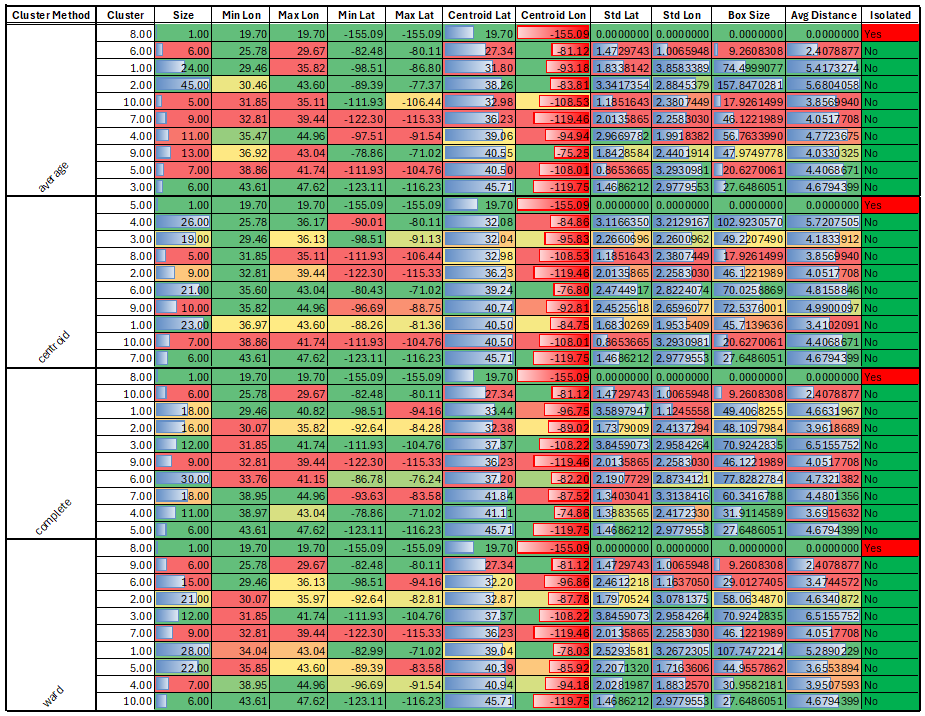 Cluster Method Cluster Size Min Lon Max Lon Min Lat Max Lat Centroid Lat Centroid Lon Std Lat Std Lon Box Size Avg Distance Isolated
8.00 1.00 19.70 19.70 -155.09 -155.09 19.70 -155.09 0.0000000 0.0000000 0.0000000 0.0000000 Yes
6.00 6.00 25.78 29.67 -82.48 -80.11 27.34 -81.12 1.4729743 1.0065948 9.2608308 2.4078877 No
1.00 24.00 29.46 35.82 -98.51 -86.80 31.80 -93.18 1.8338142 3.8583389 74.4999077 5.4173274 No
2.00 45.00 30.46 43.60 -89.39 -77.37 38.26 -83.81 3.3417354 2.8845379 157.8470281 5.6804058 No
10.00 5.00 31.85 35.11 -111.93 -106.44 32.98 -108.53 1.1851643 2.3807449 17.9261499 3.8569940 No
7.00 9.00 32.81 39.44 -122.30 -115.33 36.23 -119.46 2.0135865 2.2583030 46.1221989 4.0517708 No
4.00 11.00 35.47 44.96 -97.51 -91.54 39.06 -94.94 2.9669782 1.9918382 56.7633990 4.7723675 No
9.00 13.00 36.92 43.04 -78.86 -71.02 40.55 -75.25 1.8428584 2.4401914 47.9749778 4.0330325 No
5.00 7.00 38.86 41.74 -111.93 -104.76 40.50 -108.01 0.8653665 3.2930981 20.6270061 4.4068671 No
average 3.00 6.00 43.61 47.62 -123.11 -116.23 45.71 -119.75 1.4686212 2.9779553 27.6486051 4.6794399 No
5.00 1.00 19.70 19.70 -155.09 -155.09 19.70 -155.09 0.0000000 0.0000000 0.0000000 0.0000000 Yes
4.00 26.00 25.78 36.17 -90.01 -80.11 32.08 -84.86 3.1166350 3.2129167 102.9230570 5.7207505 No
3.00 19.00 29.46 36.13 -98.51 -91.13 32.04 -95.83 2.2660696 2.2600962 49.2207490 4.1833912 No
8.00 5.00 31.85 35.11 -111.93 -106.44 32.98 -108.53 1.1851643 2.3807449 17.9261499 3.8569940 No
2.00 9.00 32.81 39.44 -122.30 -115.33 36.23 -119.46 2.0135865 2.2583030 46.1221989 4.0517708 No
6.00 21.00 35.60 43.04 -80.43 -71.02 39.24 -76.80 2.4744917 2.8224074 70.0258869 4.8158846 No
9.00 10.00 35.82 44.96 -96.69 -88.75 40.74 -92.81 2.4525618 2.6596077 72.5376001 4.9990097 No
1.00 23.00 36.97 43.60 -88.26 -81.36 40.50 -84.75 1.6830269 1.9535409 45.7139636 3.4102091 No
10.00 7.00 38.86 41.74 -111.93 -104.76 40.50 -108.01 0.8653665 3.2930981 20.6270061 4.4068671 No
centroid 7.00 6.00 43.61 47.62 -123.11 -116.23 45.71 -119.75 1.4686212 2.9779553 27.6486051 4.6794399 No
8.00 1.00 19.70 19.70 -155.09 -155.09 19.70 -155.09 0.0000000 0.0000000 0.0000000 0.0000000 Yes
10.00 6.00 25.78 29.67 -82.48 -80.11 27.34 -81.12 1.4729743 1.0065948 9.2608308 2.4078877 No
1.00 18.00 29.46 40.82 -98.51 -94.16 33.44 -96.75 3.5897947 1.1245558 49.4068255 4.6631967 No
2.00 16.00 30.07 35.82 -92.64 -84.28 32.38 -89.02 1.7379009 2.4137294 48.1097984 3.9618689 No
3.00 12.00 31.85 41.74 -111.93 -104.76 37.37 -108.22 3.8459073 2.9584264 70.9242835 6.5155752 No
9.00 9.00 32.81 39.44 -122.30 -115.33 36.23 -119.46 2.0135865 2.2583030 46.1221989 4.0517708 No
6.00 30.00 33.76 41.15 -86.78 -76.24 37.20 -82.20 2.1907729 2.8734121 77.8282784 4.7321382 No
7.00 18.00 38.95 44.96 -93.63 -83.58 41.84 -87.52 1.3403041 3.3138416 60.3416788 4.4801356 No
4.00 11.00 38.97 43.04 -78.86 -71.02 41.11 -74.86 1.3883565 2.4172330 31.9114589 3.6915632 No
complete 5.00 6.00 43.61 47.62 -123.11 -116.23 45.71 -119.75 1.4686212 2.9779553 27.6486051 4.6794399 No
8.00 1.00 19.70 19.70 -155.09 -155.09 19.70 -155.09 0.0000000 0.0000000 0.0000000 0.0000000 Yes
9.00 6.00 25.78 29.67 -82.48 -80.11 27.34 -81.12 1.4729743 1.0065948 9.2608308 2.4078877 No
6.00 15.00 29.46 36.13 -98.51 -94.16 32.20 -96.86 2.4612218 1.1637050 29.0127405 3.4744572 No
2.00 21.00 30.07 35.97 -92.64 -82.81 32.87 -87.78 1.7970524 3.0781375 58.0634870 4.6340872 No
3.00 12.00 31.85 41.74 -111.93 -104.76 37.37 -108.22 3.8459073 2.9584264 70.9242835 6.5155752 No
7.00 9.00 32.81 39.44 -122.30 -115.33 36.23 -119.46 2.0135865 2.2583030 46.1221989 4.0517708 No
1.00 28.00 34.04 43.04 -82.99 -71.02 39.04 -78.03 2.5293581 3.2672305 107.7472214 5.2890229 No
5.00 22.00 35.85 43.60 -89.39 -83.58 40.39 -85.92 2.2071320 1.7163606 44.9557862 3.6553894 No
4.00 7.00 38.95 44.96 -96.69 -91.54 40.94 -94.18 2.0281987 1.8832570 30.9582181 3.9507593 No
ward 10.00 6.00 43.61 47.62 -123.11 -116.23 45.71 -119.75 1.4686212 2.9779553 27.6486051 4.6794399 No